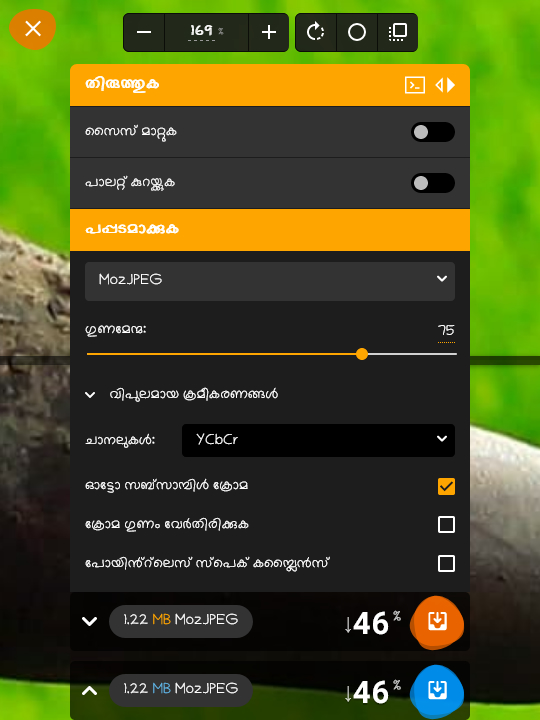 169 %
തിരുത്തുക
സൈസ് മാറ്റുക
പാലറ്റ് കുറയ്ക്കുക
പപ്പടമാക്കുക
MozJPEG
ഗുണമേന്മ: 75
വിപുലമായ ക്രമീകരണങ്ങൾ
ചാനലുകൾ: YCbCr
ഓട്ടോ സബ്സാമ്പിൾ ക്രോമ
ക്രോമ ഗുണം വേർതിരിക്കുക
പോയിൻ്റ്ലെസ് സ്പെക് കമ്പ്ലൈൻസ്
1.22 MB MozJPEG ↓46 %
1.22 MB MozJPEG ↓46 %